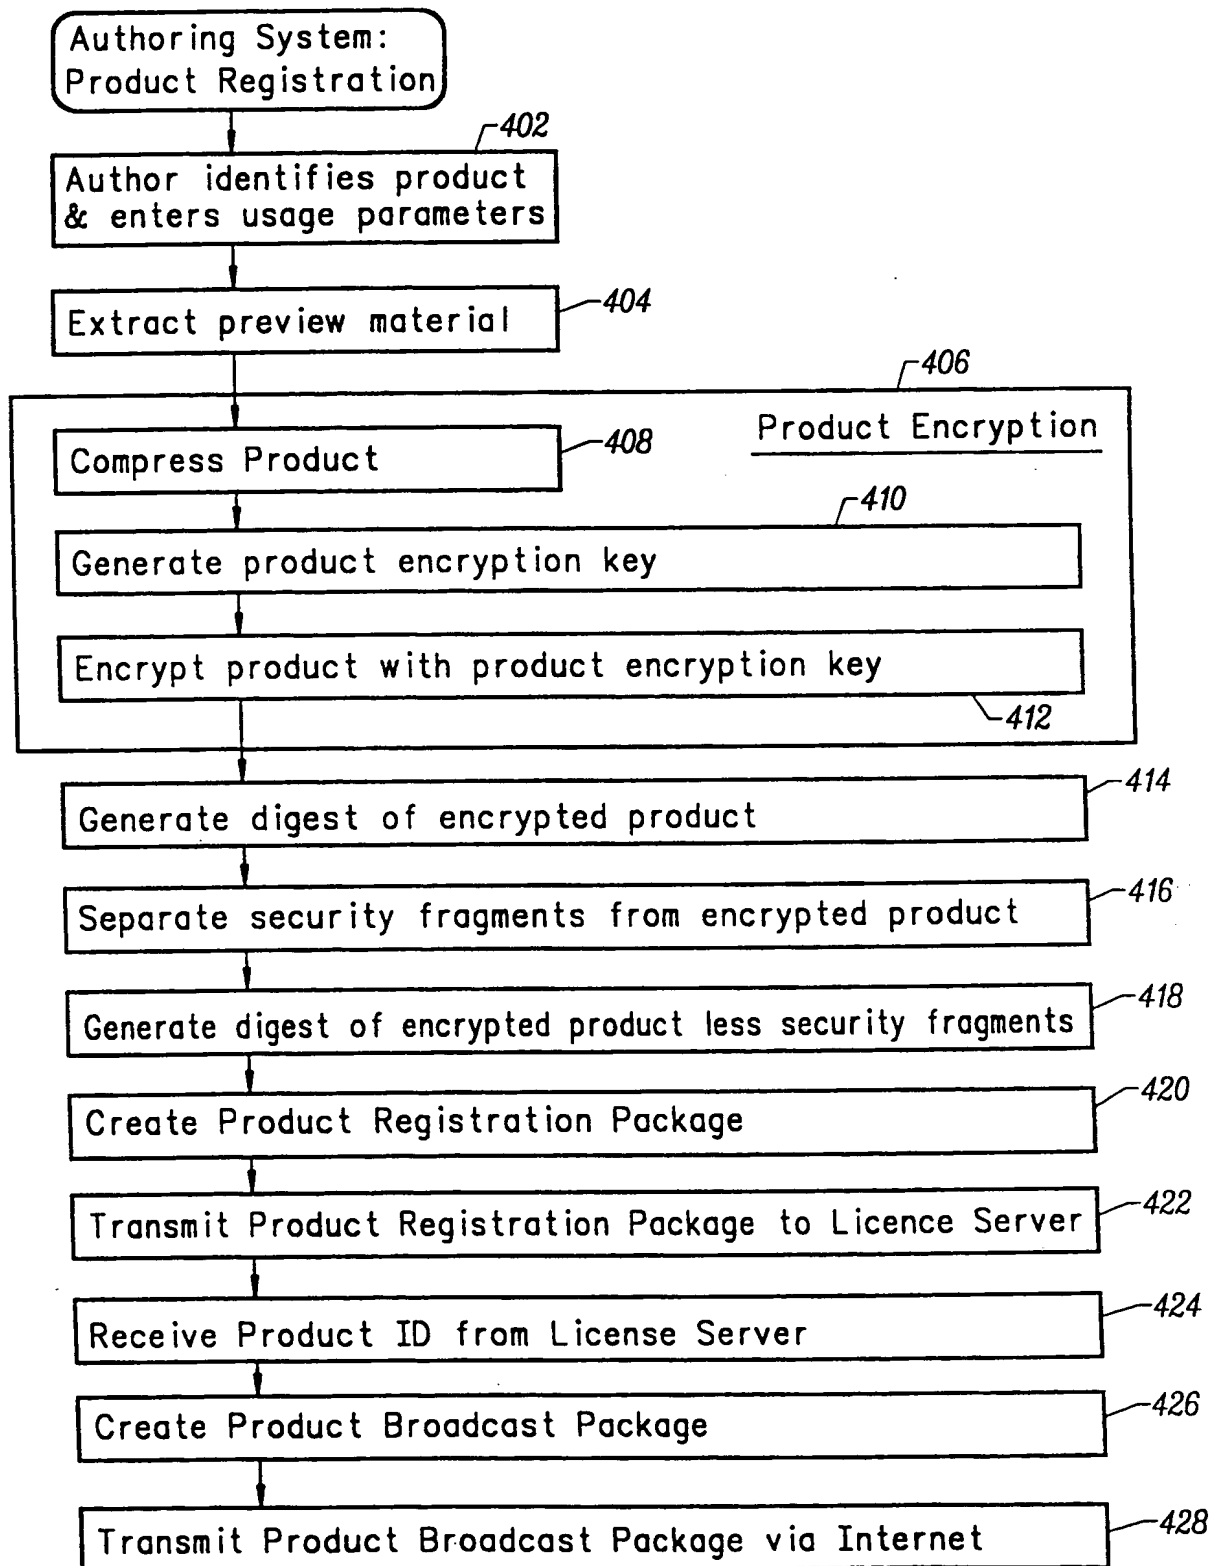 Authoring System:
Product Registration
402
Author identifies product
& enters usage parameters
404
Extract preview material
406
Product Encryption
408
Compress Product
410
Generate product encryption key
Encrypt product with product encryption key
412
414
Generate digest of encrypted product
416
Separate security fragments from encrypted product
418
Generate digest of encrypted product less security fragments
420
Create Product Registration Package
422
Transmit Product Registration Package to Licence Server
424
Receive Product ID from License Server
426
Create Product Broadcast Package
428
Transmit Product Broadcast Package via Internet